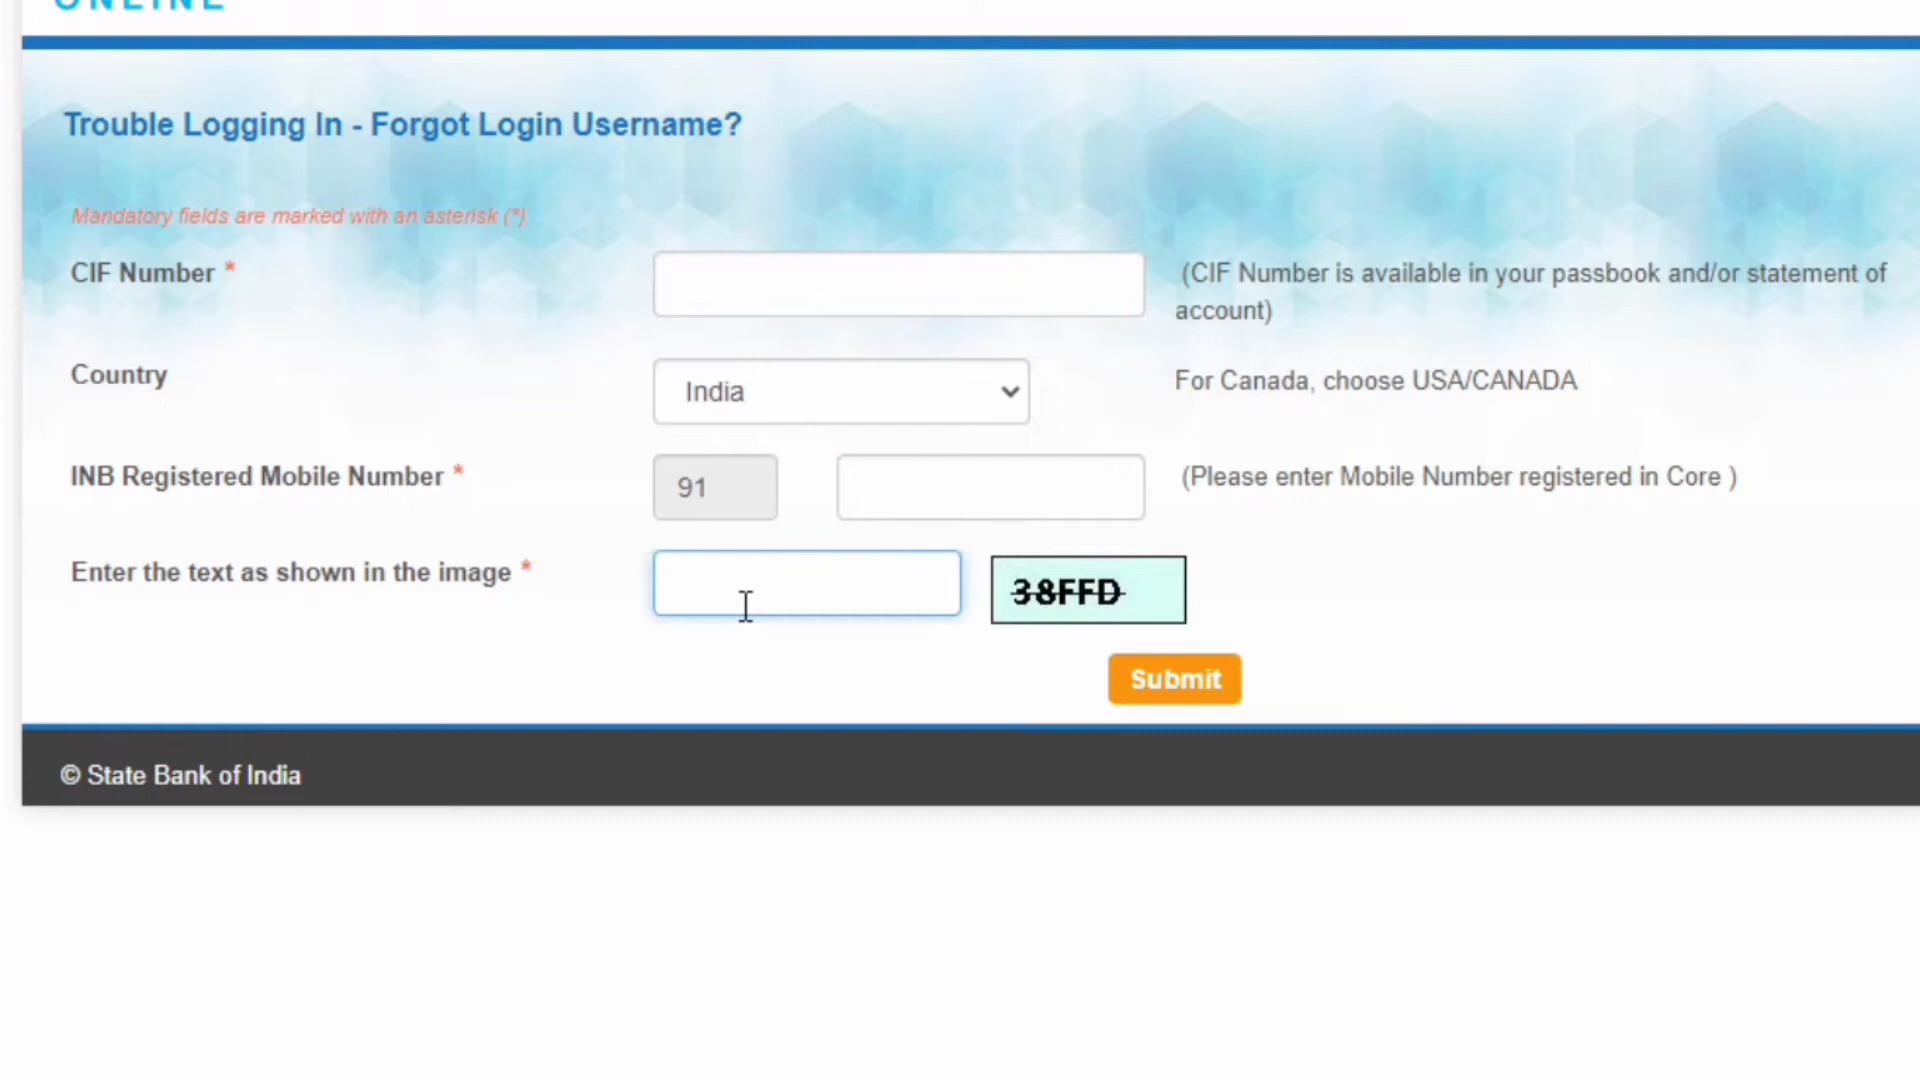 ONLINE
Trouble Logging In - Forgot Login Username?
Mandatory fields are marked with an asterisk (*)
CIF Number *
(CIF Number is available in your passbook and/or statement of
account)
Country
India
For Canada, choose USA/CANADA
INB Registered Mobile Number *
91
(Please enter Mobile Number registered in Core )
Enter the text as shown in the image *
38FFD
Submit
© State Bank of India